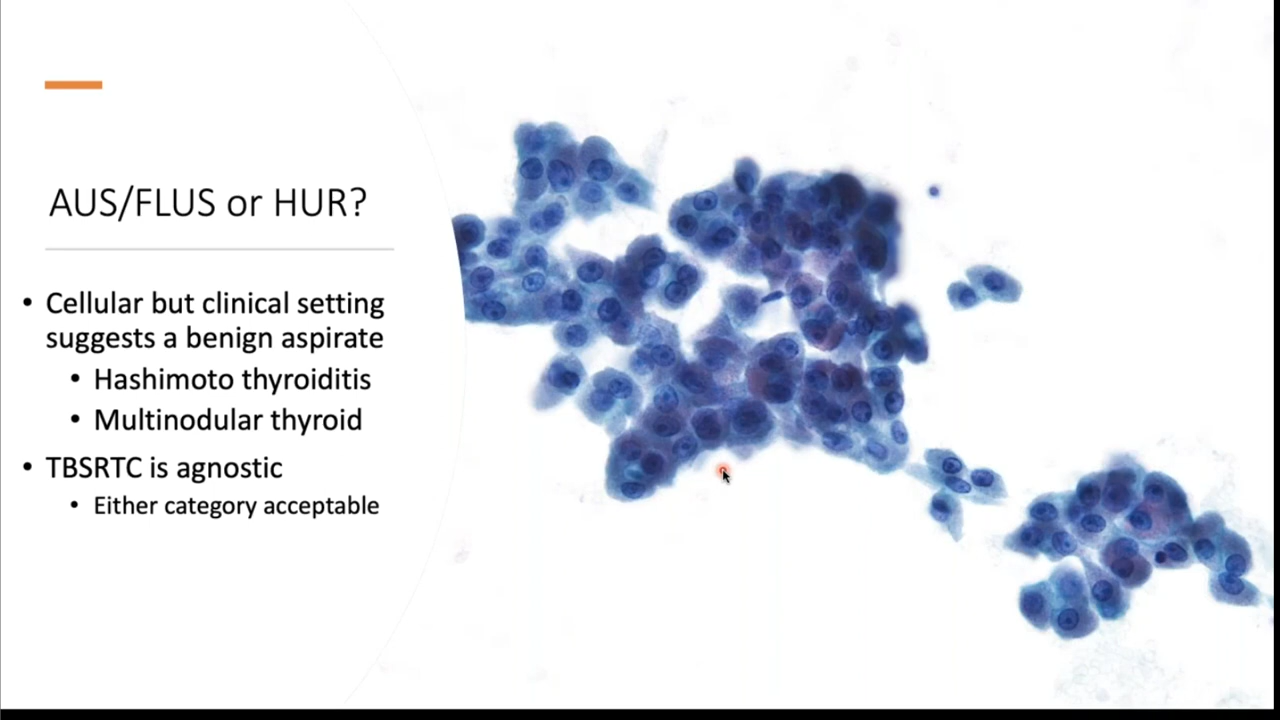 AUS/FLUS or HUR?
• Cellular but clinical setting
suggests a benign aspirate
• Hashimoto thyroiditis
• Multinodular thyroid
• TBSRTC is agnostic
• Either category acceptable